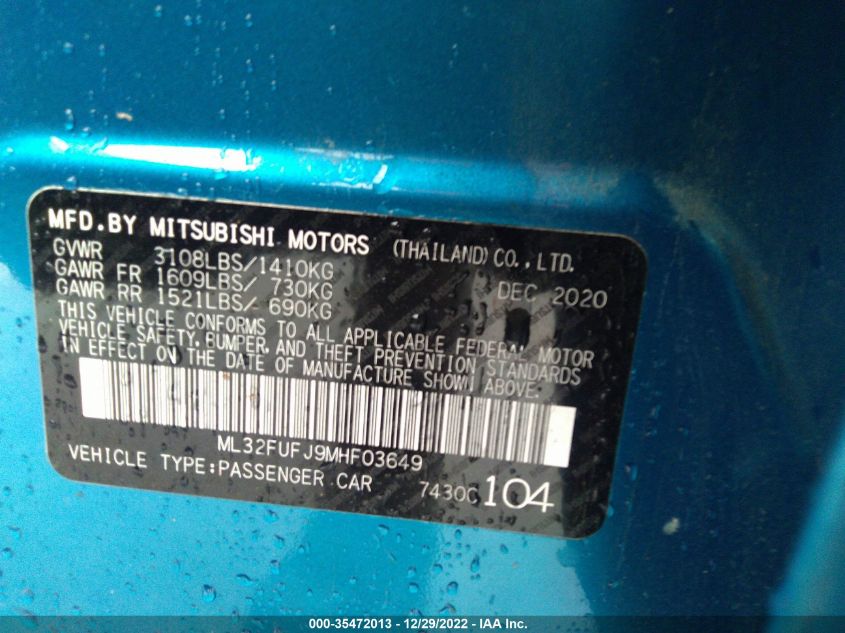 MFD.BY MITSUBISHI MOTORS (THAILAND) CO., LTD.
GVWR 3108LBS/1410KG
GAWR FR 1609LBS/ 730KG DEC 2020
GAWR RR 1521LBS/ 690KG
THIS VEHICLE CONFORMS TO ALL APPLICABLE FEDERAL MOTOR
VEHICLE SAFETY, BUMPER, AND THEFT PREVENTION STANDARDS
IN EFFECT ON THE DATE OF MANUFACTURE SHOWN ABOVE.
ML32FUFJ9MHF03649
VEHICLE TYPE:PASSENGER CAR 7430C 104
000-35472013 - 12/29/2022 - IAA Inc.